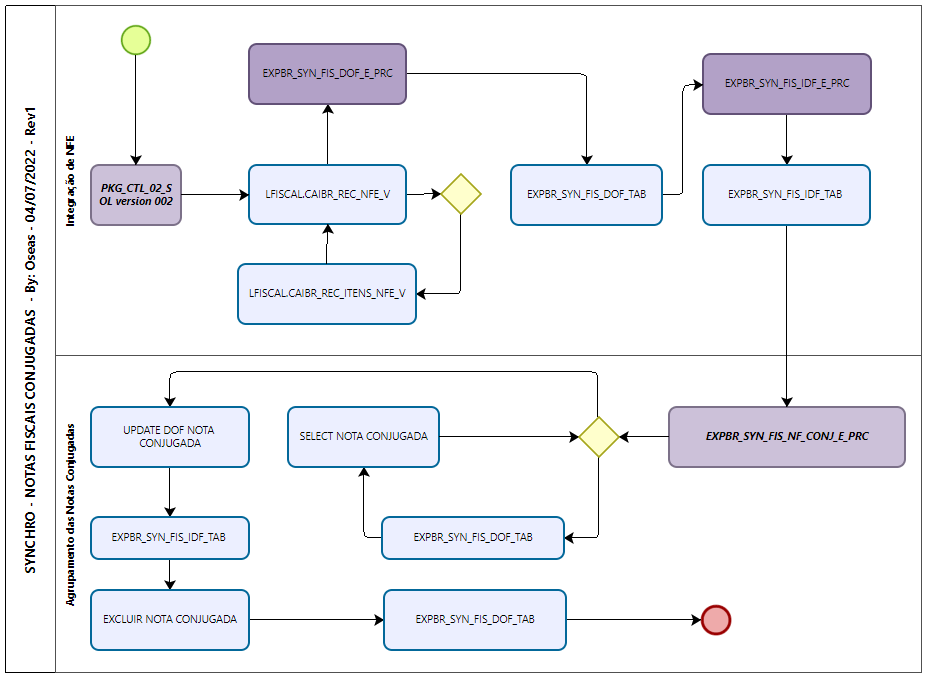 SYNCHRO - NOTAS FISCAIS CONJUGADAS - By: Oseas - 04/07/2022 - Rev1
Integração de NFE
EXPBR_SYN_FIS_DOF_E_PRC
EXPBR_SYN_FIS_IDF_E_PRC
PKG_CTL_02_S
OL version 002
LFISCAL.CAIBR_REC_NFE_V
EXPBR_SYN_FIS_DOF_TAB
EXPBR_SYN_FIS_IDF_TAB
LFISCAL.CAIBR_REC_ITENS_NFE_V
Agrupamento das Notas Conjugadas
UPDATE DOF NOTA
CONJUGADA
SELECT NOTA CONJUGADA
EXPBR_SYN_FIS_NF_CONJ_E_PRC
EXPBR_SYN_FIS_IDF_TAB
EXPBR_SYN_FIS_DOF_TAB
EXCLUIR NOTA CONJUGADA
EXPBR_SYN_FIS_DOF_TAB